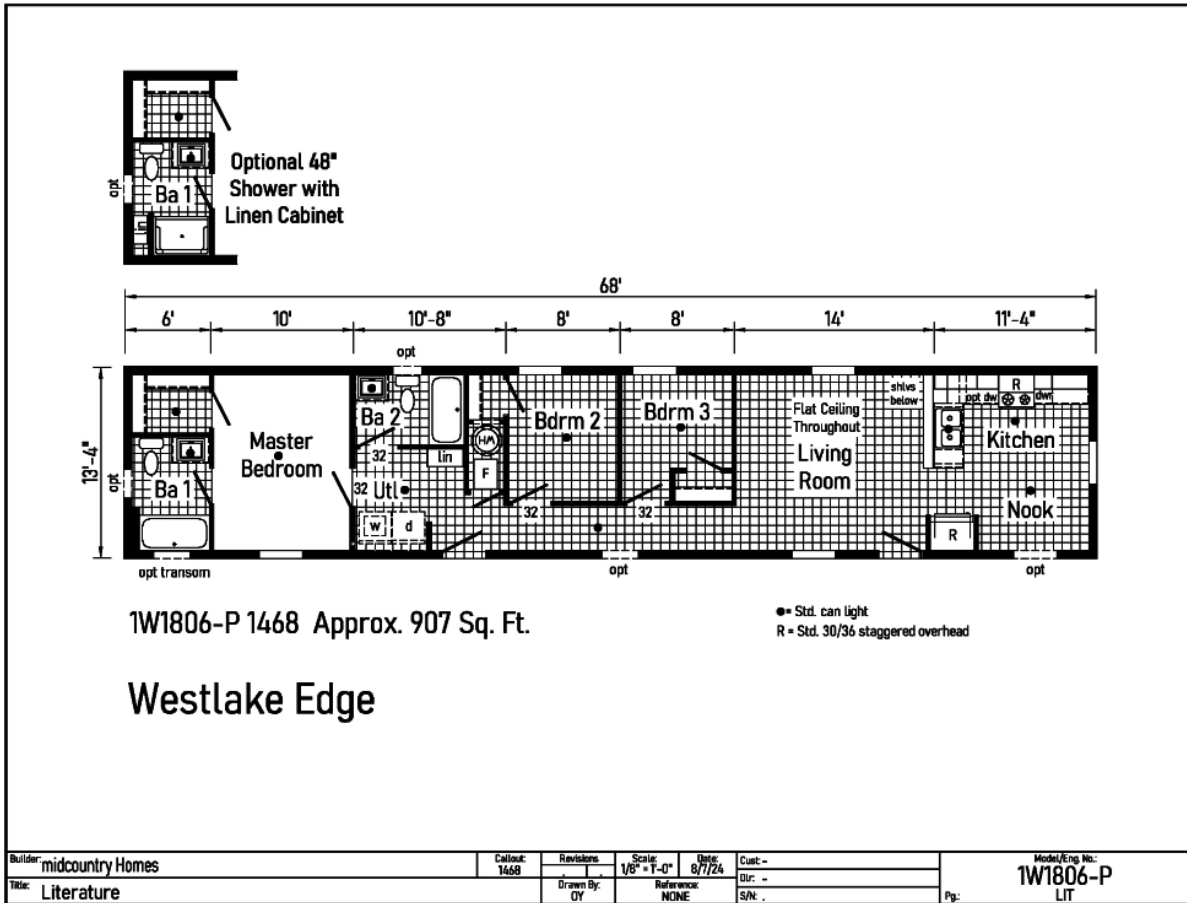 opt
Ba 1
Optional 48"
Shower with
Linen Cabinet
68'
6'
10'
10'-8"
8'
8'
14'
11'-4"
13'-4"
opt
Ba 2
32
lin
32
Utl
w
d
HW
F
Master
Bedroom
opt
Ba 1
opt transom
Bdrm 2
32
Bdrm 3
32
opt
Flat Ceiling
Throughout
Living
Room
shlvs
below
opt dw
R
dwr
Kitchen
Nook
R
opt
1W1806-P 1468 Approx. 907 Sq. Ft.
● = Std. can light
R = Std. 30/36 staggered overhead
Westlake Edge
Builder: midcountry Homes
Callout:
1468
Revisions
Scale:
1/8" = 1'-0"
Date:
8/7/24
Cust: -
Model/Eng. No.:
1W1806-P
Title: Literature
Drawn By:
OY
Reference:
NONE
Dlr: -
S/N: .
Pg.:
LIT